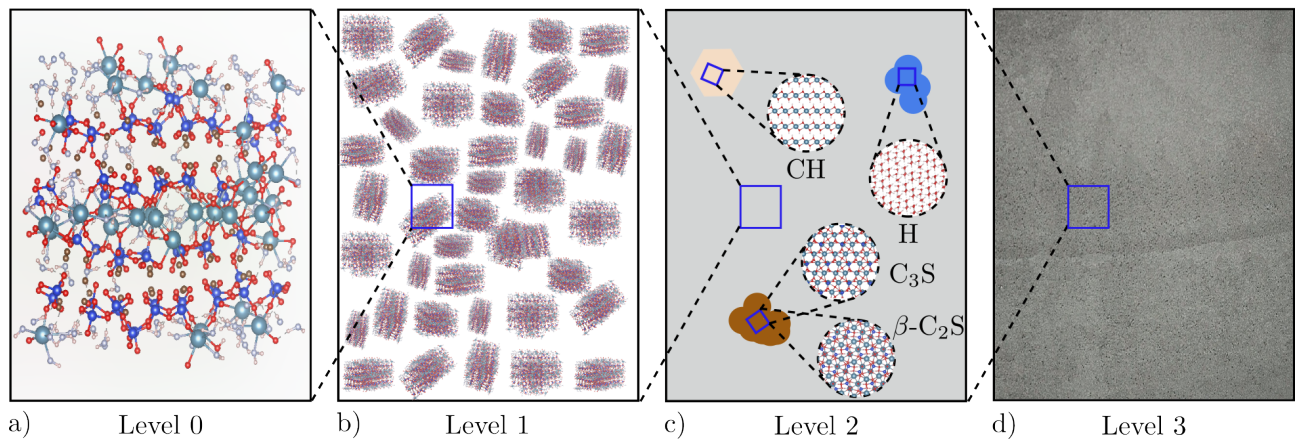 CH
H
C₃S
β-C₂S
a) Level 0
b) Level 1
c) Level 2
d) Level 3